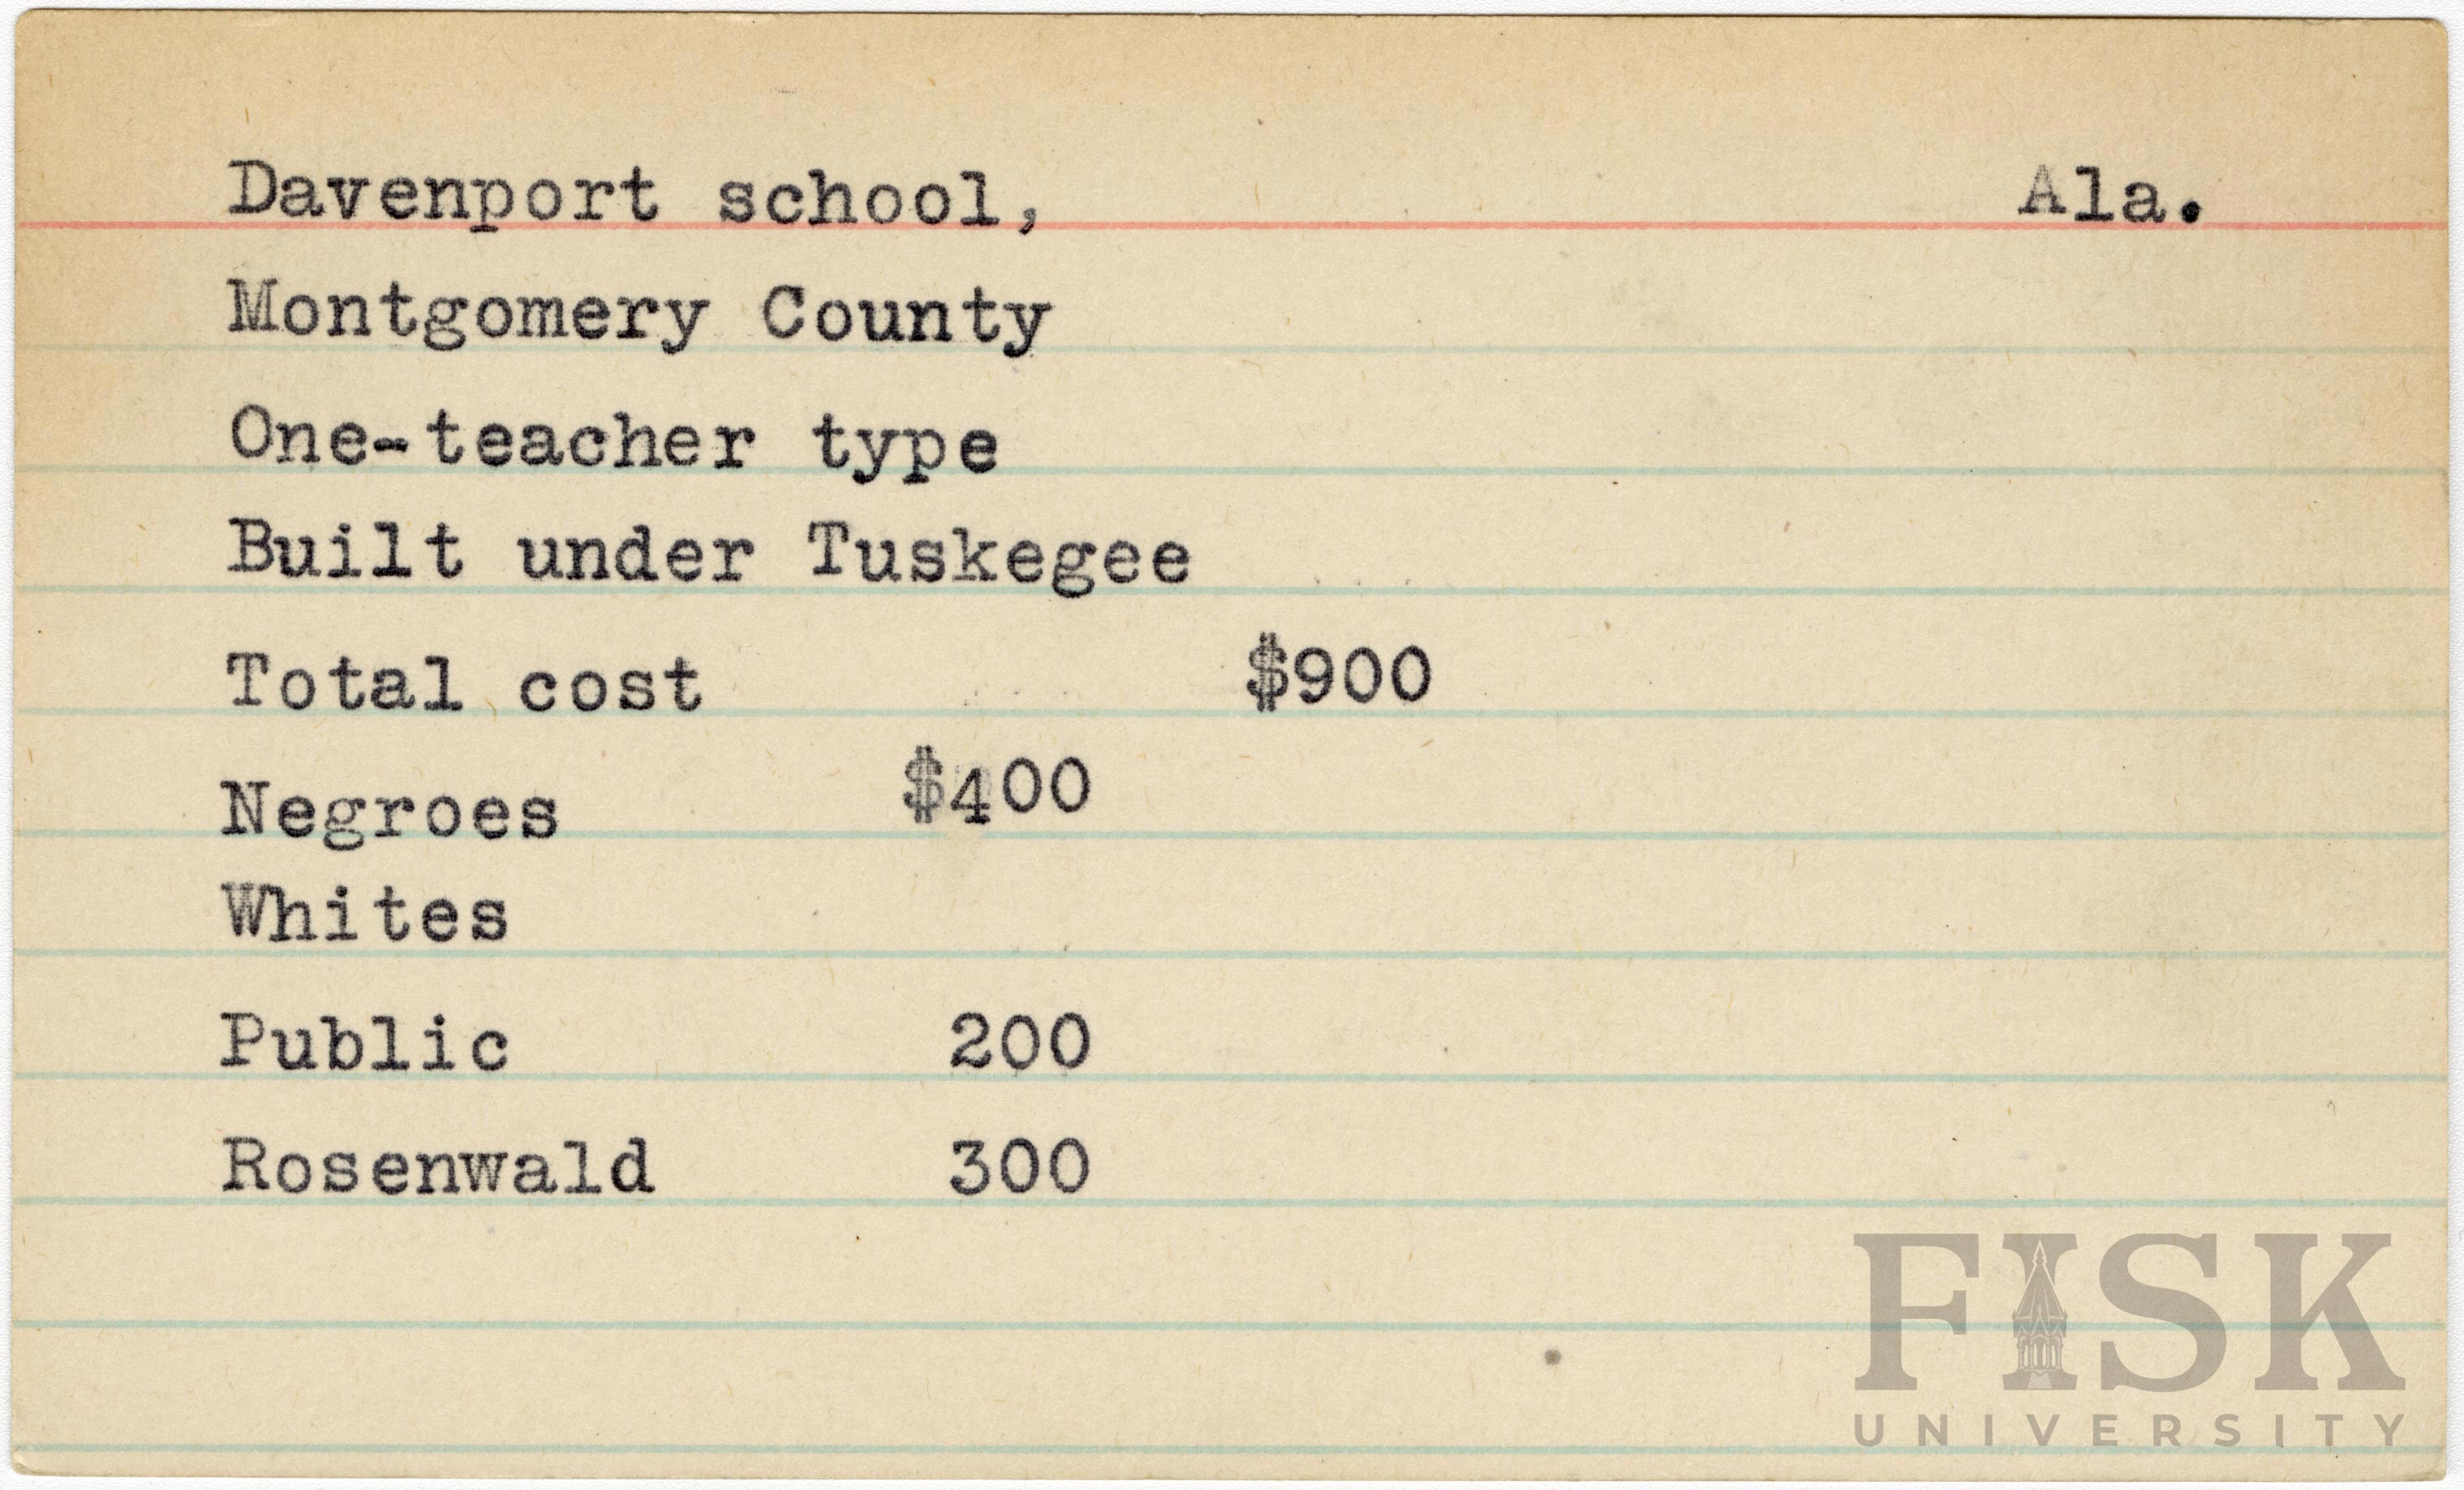 Davenport school, Ala.
Montgomery County
One-teacher type
Built under Tuskegee
Total cost $900
Negroes $400
Whites
Public 200
Rosenwald 300
FISK
UNIVERSITY